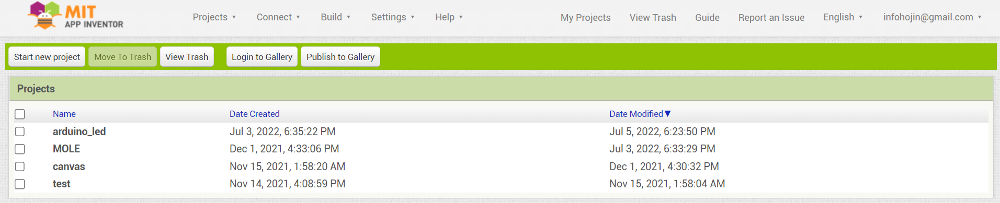 MIT
APP INVENTOR
Projects ▾ Connect ▾ Build ▾ Settings ▾ Help ▾ My Projects View Trash Guide Report an Issue English ▾ infohojin@gmail.com ▾
Start new project Move To Trash View Trash Login to Gallery Publish to Gallery
Projects
Name Date Created Date Modified▼
arduino_led Jul 3, 2022, 6:35:22 PM Jul 5, 2022, 6:23:50 PM
MOLE Dec 1, 2021, 4:33:06 PM Jul 3, 2022, 6:33:29 PM
canvas Nov 15, 2021, 1:58:20 AM Dec 1, 2021, 4:30:32 PM
test Nov 14, 2021, 4:08:59 PM Nov 15, 2021, 1:58:04 AM